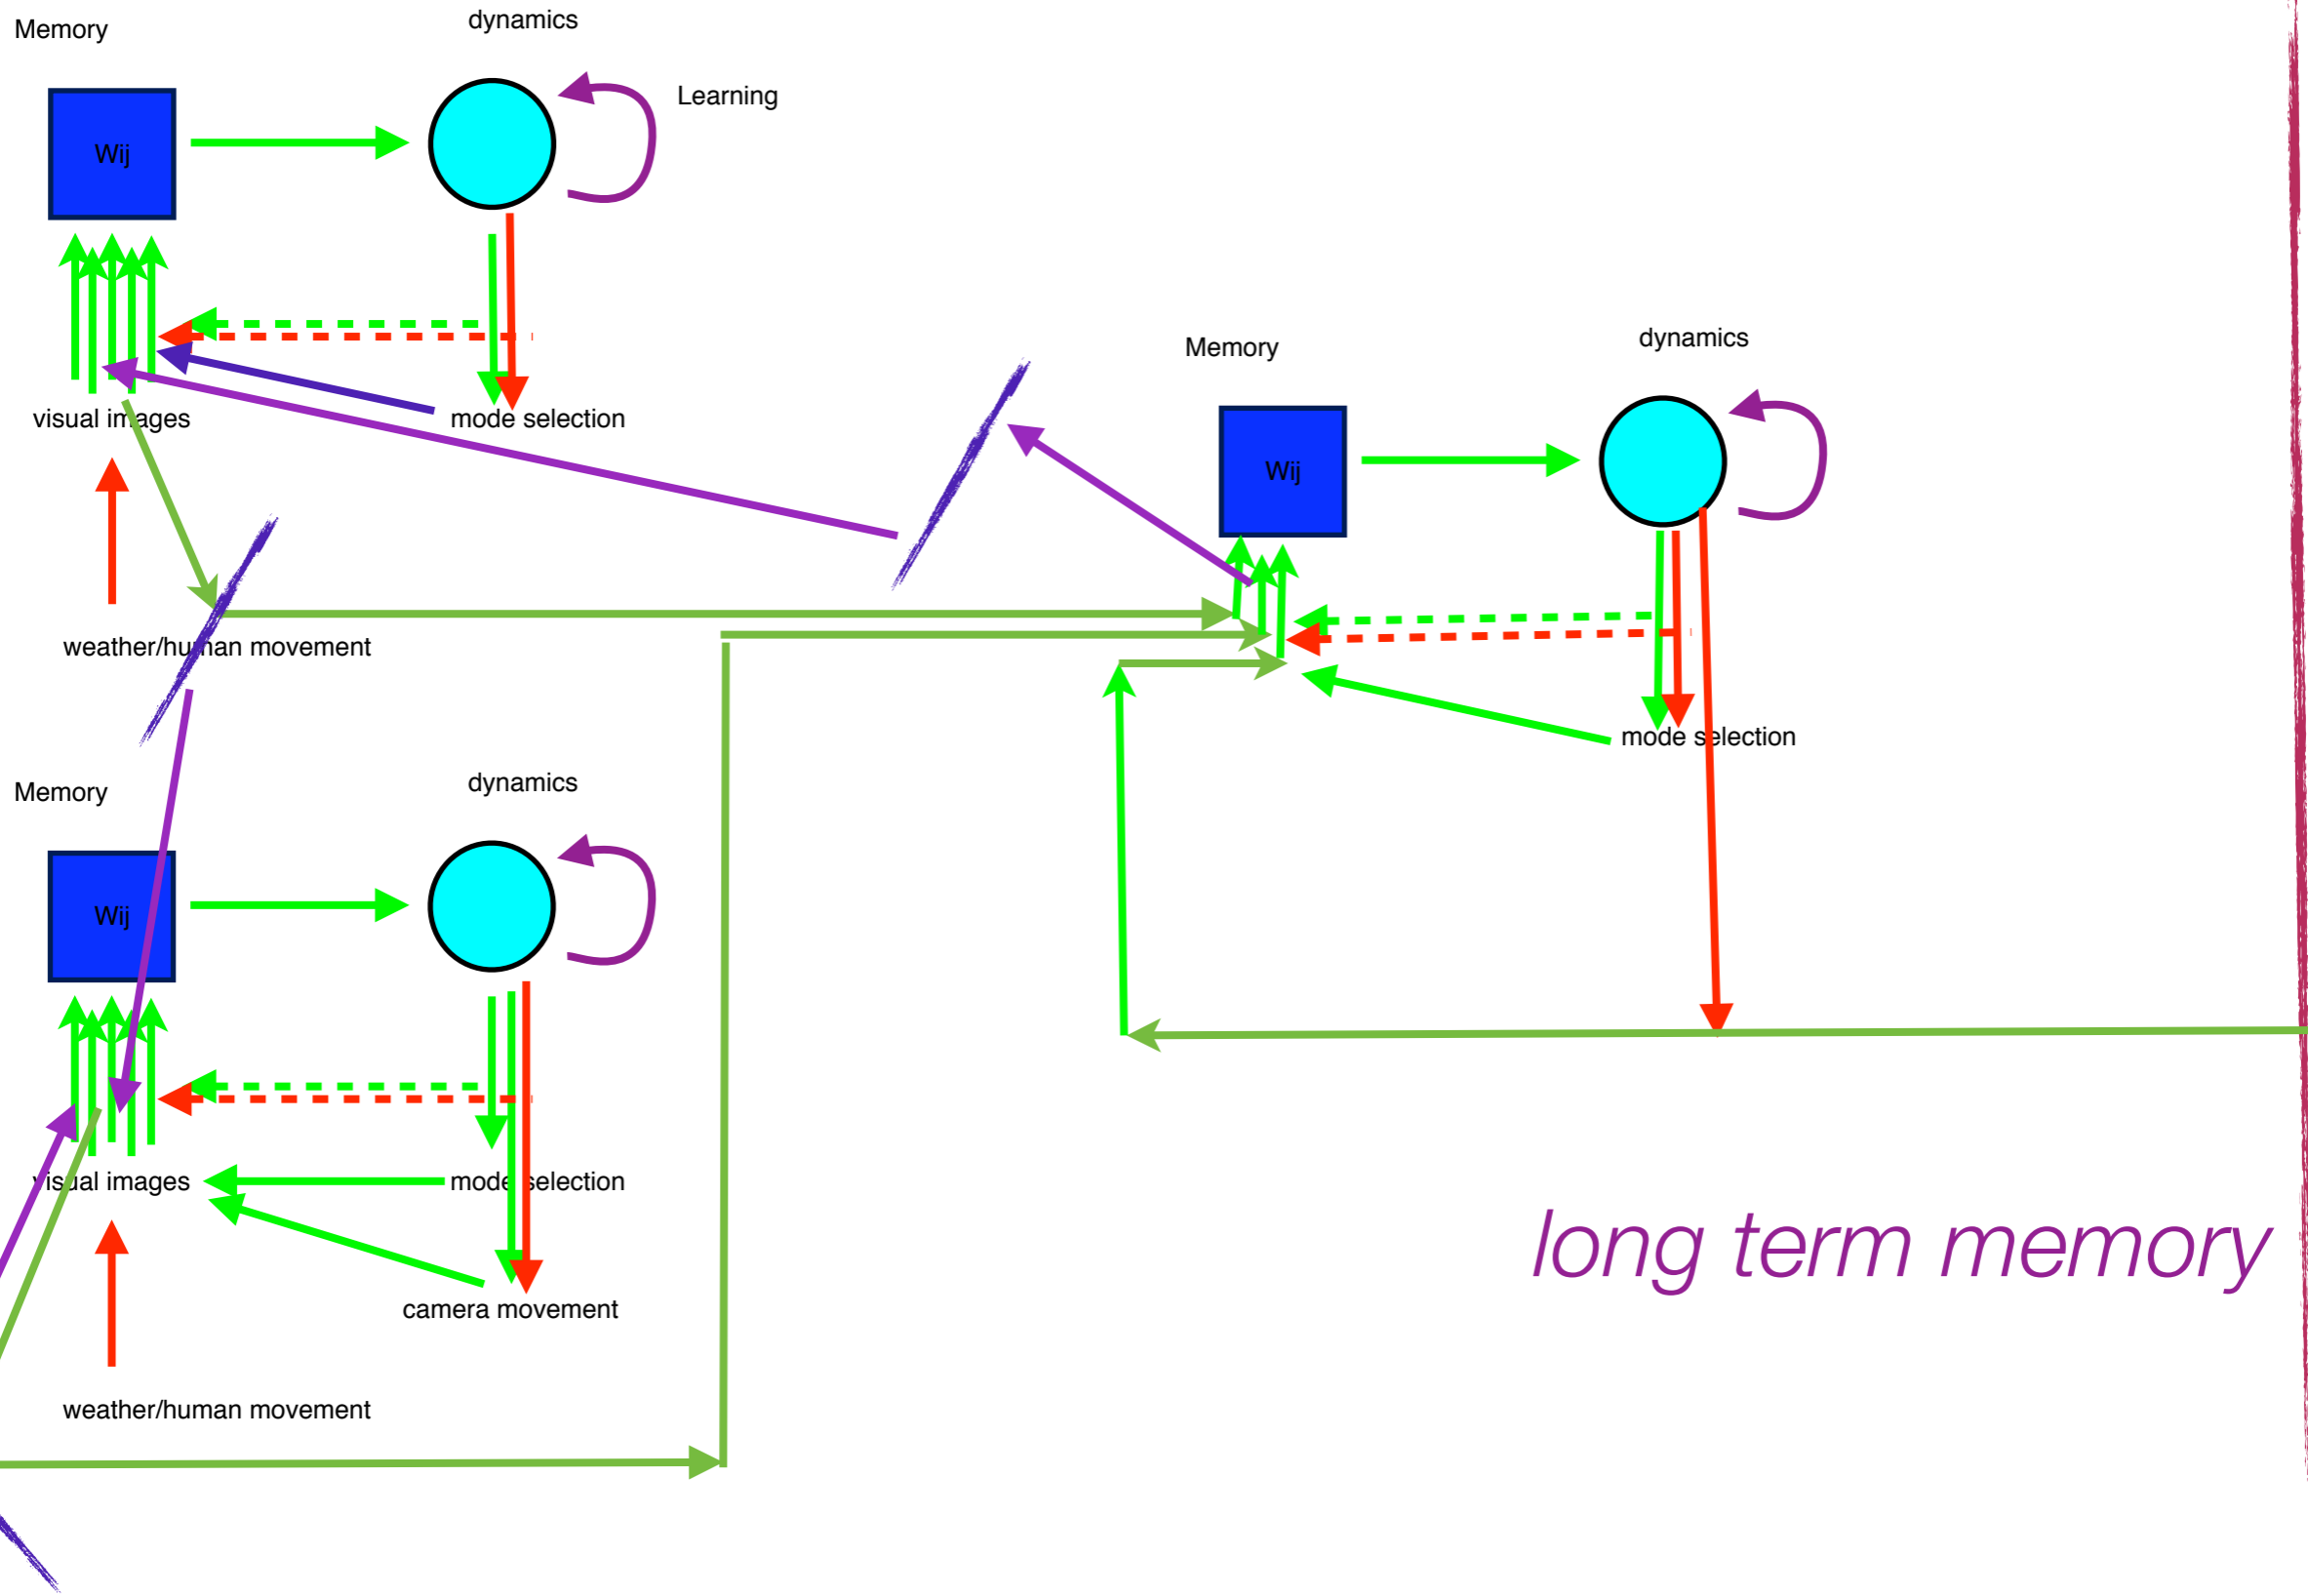 Memory
dynamics
Learning
Wij
visual images
mode selection
weather/human movement
Memory
dynamics
Wij
mode selection
Memory
dynamics
Wij
visual images
mode selection
camera movement
weather/human movement
long term memory